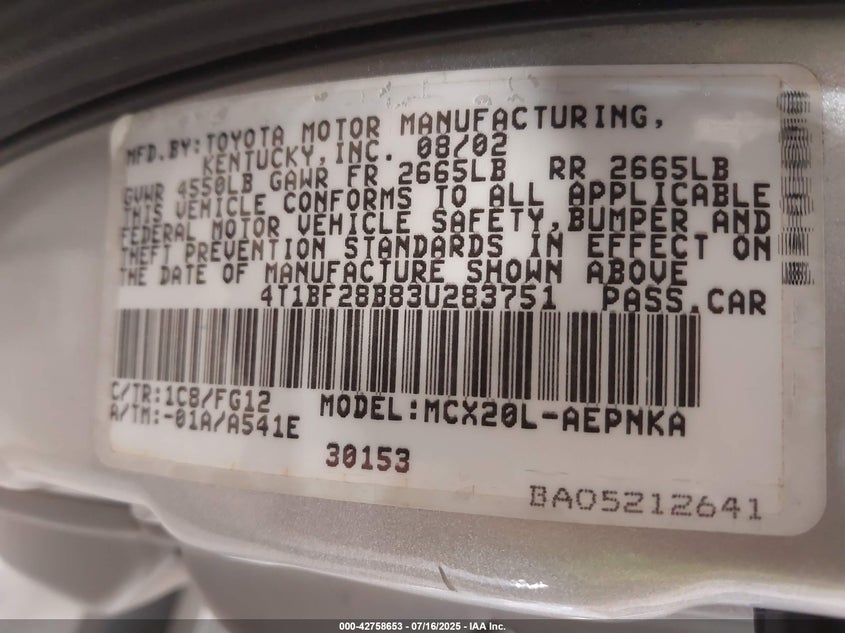 MFD.BY:TOYOTA MOTOR MANUFACTURING,
KENTUCKY,INC. 08/02
GVWR 4550LB GAWR FR 2665LB RR 2665LB
THIS VEHICLE CONFORMS TO ALL APPLICABLE
FEDERAL MOTOR VEHICLE SAFETY,BUMPER AND
THEFT PREVENTION STANDARDS IN EFFECT ON
THE DATE OF MANUFACTURE SHOWN ABOVE
4T1BF28B83U283751 PASS.CAR
C/TR:1C8/FG12
A/TM:-01A/A541E
MODEL:MCX20L-AEPNKA
30153
BA05212641
000-42758653 / 07/16/2025 - IAA Inc.